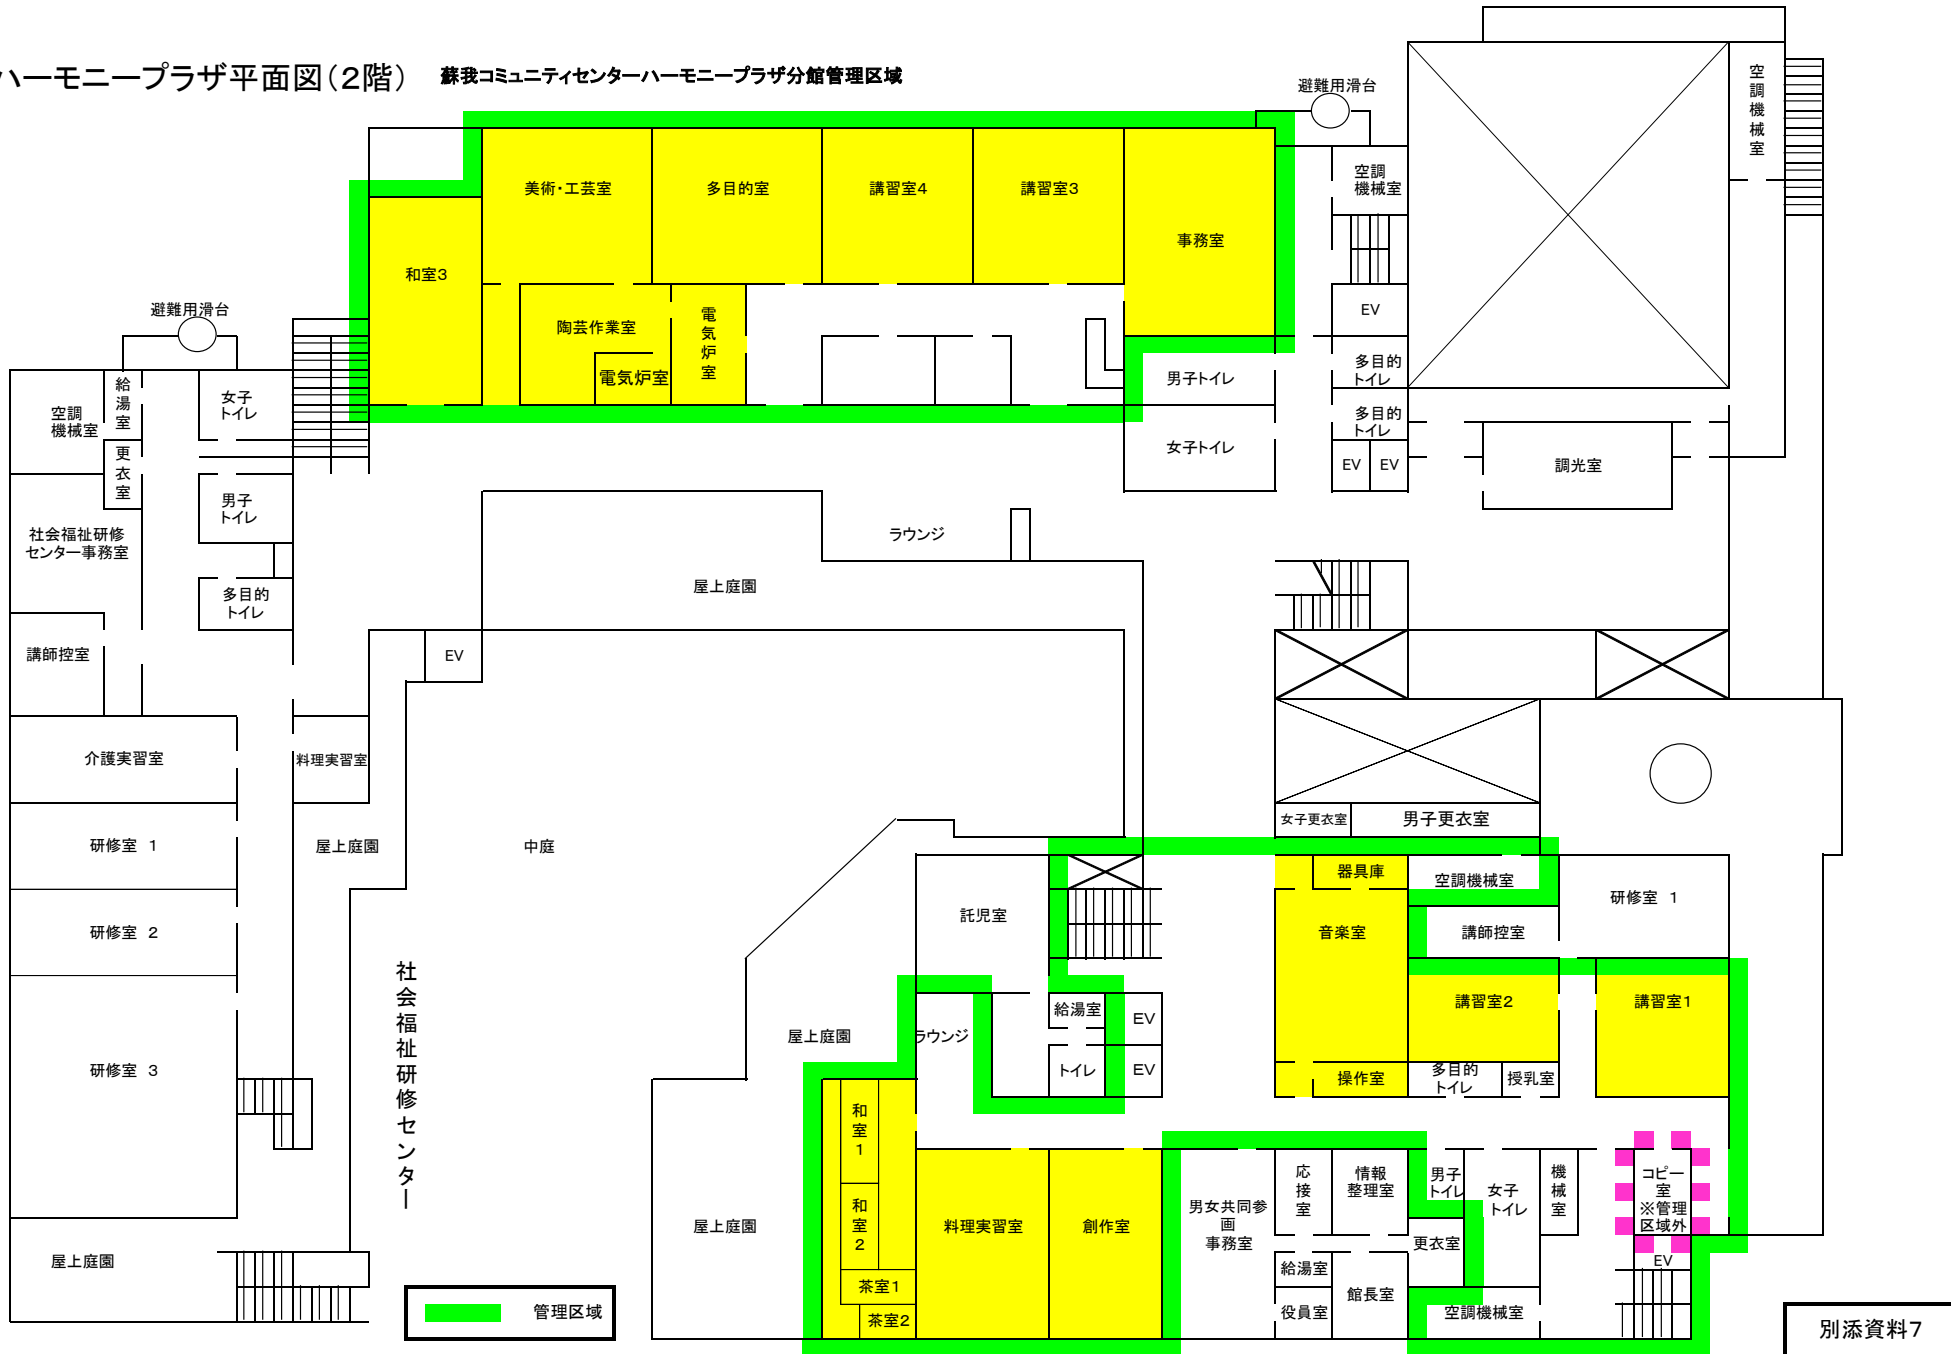 ハーモニープラザ平面図（２階）
蘇我コミュニティセンターハーモニープラザ分館管理区域
避難用滑台
空調機械室
美術・工芸室
多目的室
講習室４
講習室３
事務室
空調
機械室
和室３
陶芸作業室
電気炉室
電気炉室
EV
避難用滑台
男子トイレ
多目的
トイレ
女子トイレ
多目的
トイレ
EV
EV
調光室
給湯室
女子
トイレ
空調
機械室
更衣室
男子
トイレ
社会福祉研修
センター事務室
多目的
トイレ
講師控室
ラウンジ
屋上庭園
EV
介護実習室
料理実習室
研修室 １
屋上庭園
中庭
研修室 ２
研修室 ３
社会福祉研修センター
屋上庭園
女子更衣室
男子更衣室
器具庫
空調機械室
研修室 １
託児室
音楽室
講師控室
講習室２
講習室１
屋上庭園
ラウンジ
給湯室
EV
トイレ
EV
操作室
多目的
トイレ
授乳室
和室１
和室２
茶室１
茶室２
屋上庭園
料理実習室
創作室
男女共同参
画
事務室
応接室
情報
整理室
男子
トイレ
女子
トイレ
機械室
コピー
室
※管理
区域外
更衣室
給湯室
役員室
館長室
空調機械室
EV
管理区域
別添資料７